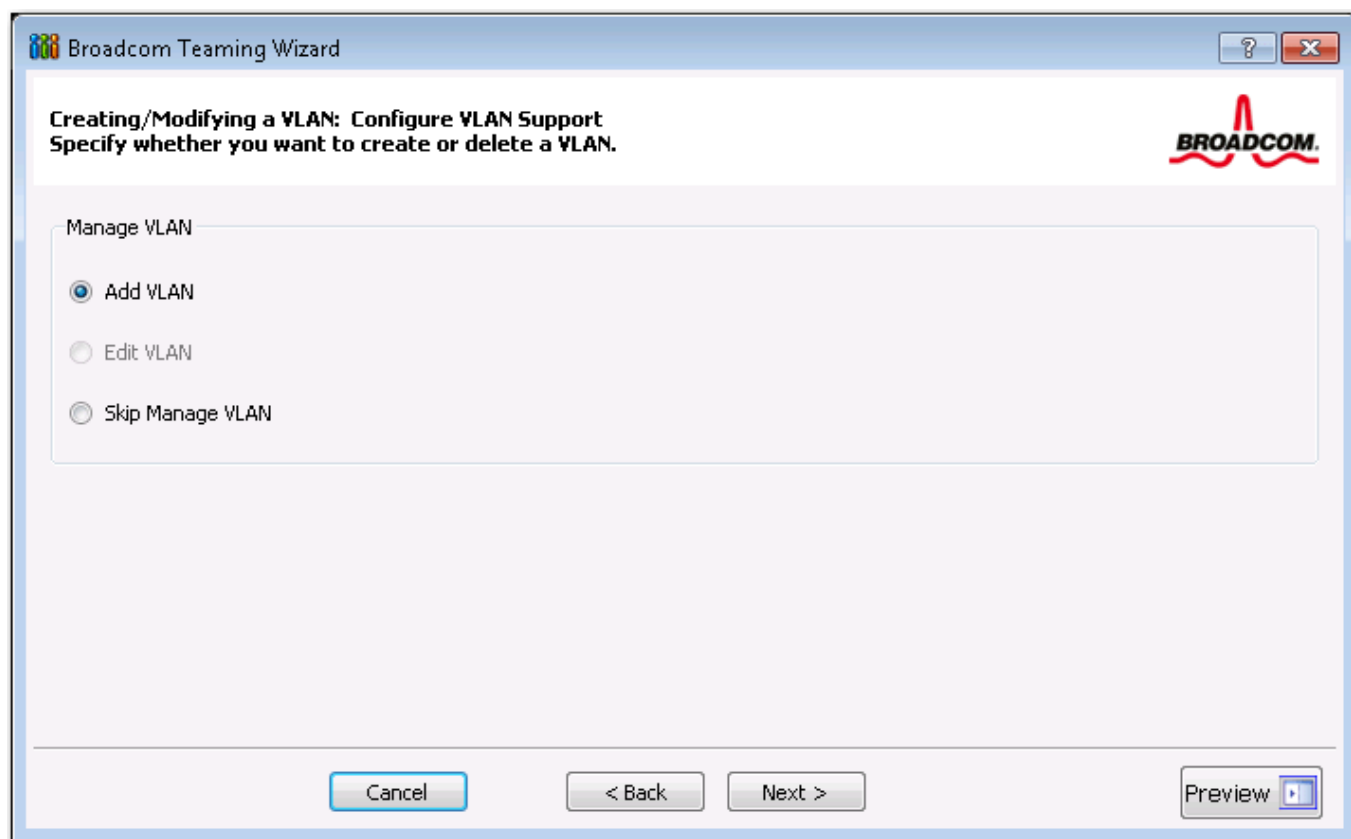 Broadcom Teaming Wizard
Creating/Modifying a VLAN: Configure VLAN Support
Specify whether you want to create or delete a VLAN.
BROADCOM.
Manage VLAN
Add VLAN
Edit VLAN
Skip Manage VLAN
Cancel
< Back
Next >
Preview